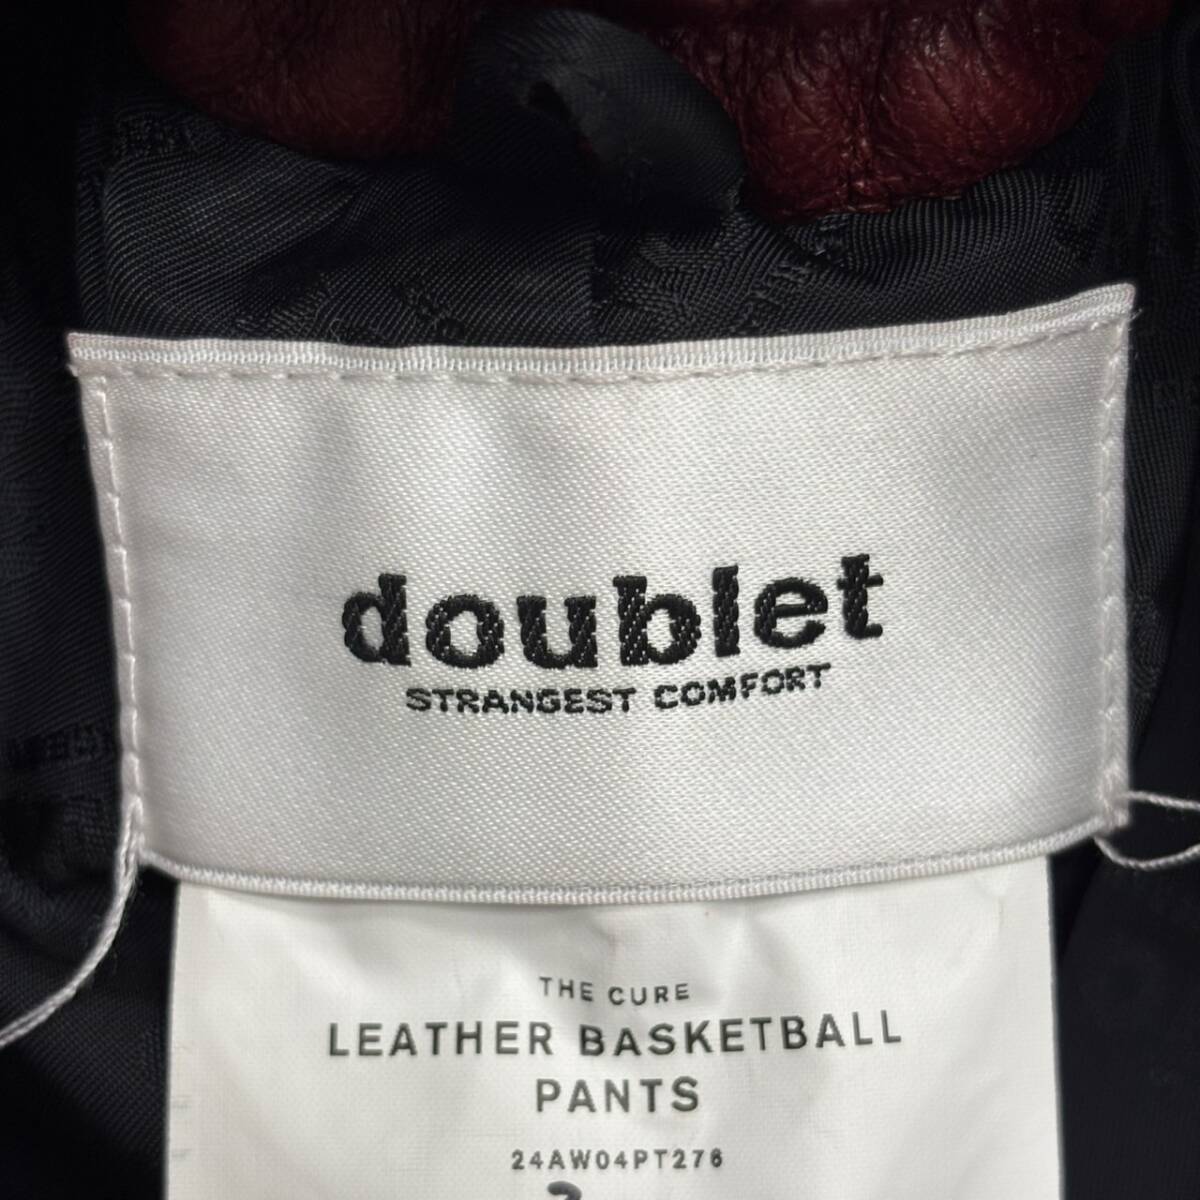 doublet
STRANGEST COMFORT
THE CURE
LEATHER BASKETBALL
PANTS
24AW04PT276